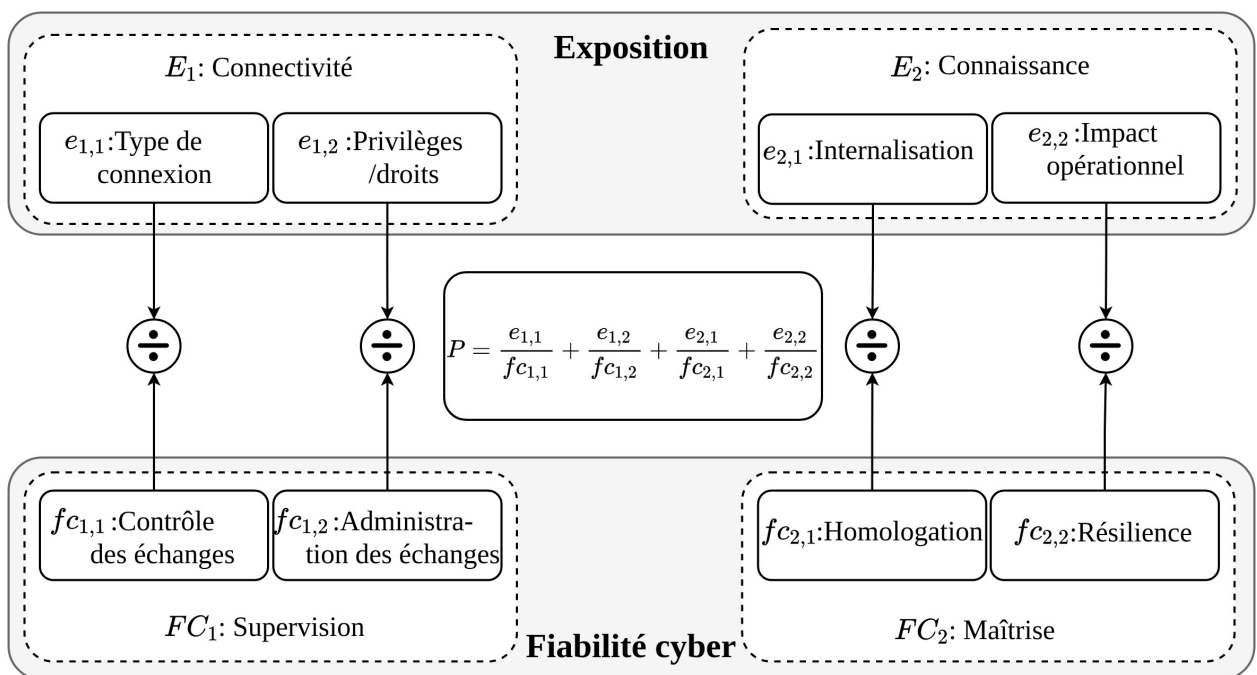 Exposition
E₁: Connectivité
E₂: Connaissance
e₁,₁:Type de
connexion
e₁,₂:Privilèges
/droits
e₂,₁:Internalisation
e₂,₂:Impact
opérationnel
÷ ÷ ÷ ÷
P = e₁,₁/fc₁,₁ + e₁,₂/fc₁,₂ + e₂,₁/fc₂,₁ + e₂,₂/fc₂,₂
fc₁,₁:Contrôle
des échanges
fc₁,₂:Administra-
tion des échanges
fc₂,₁:Homologation
fc₂,₂:Résilience
FC₁: Supervision
FC₂: Maîtrise
Fiabilité cyber